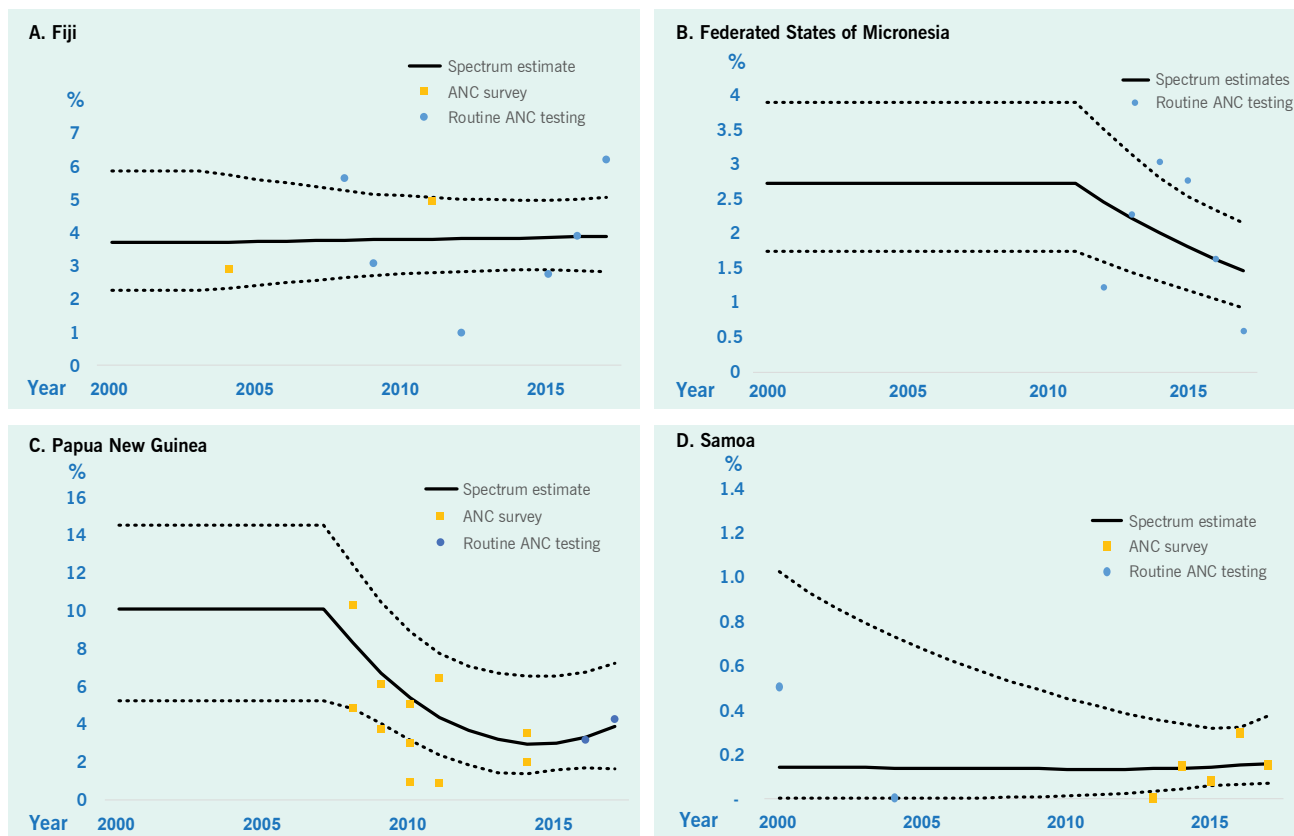 A. Fiji
Spectrum estimate
ANC survey
Routine ANC testing
%
7
6
5
4
3
2
1
0
Year 2000 2005 2010 2015
B. Federated States of Micronesia
%
Spectrum estimates
Routine ANC testing
4
3.5
3
2.5
2
1.5
1
0.5
0
Year 2000 2005 2010 2015
C. Papua New Guinea
%
Spectrum estimate
ANC survey
Routine ANC testing
16
14
12
10
8
6
4
2
0
Year 2000 2005 2010 2015
D. Samoa
%
Spectrum estimate
ANC survey
Routine ANC testing
1.4
1.2
1.0
0.8
0.6
0.4
0.2
-
Year 2000 2005 2010 2015